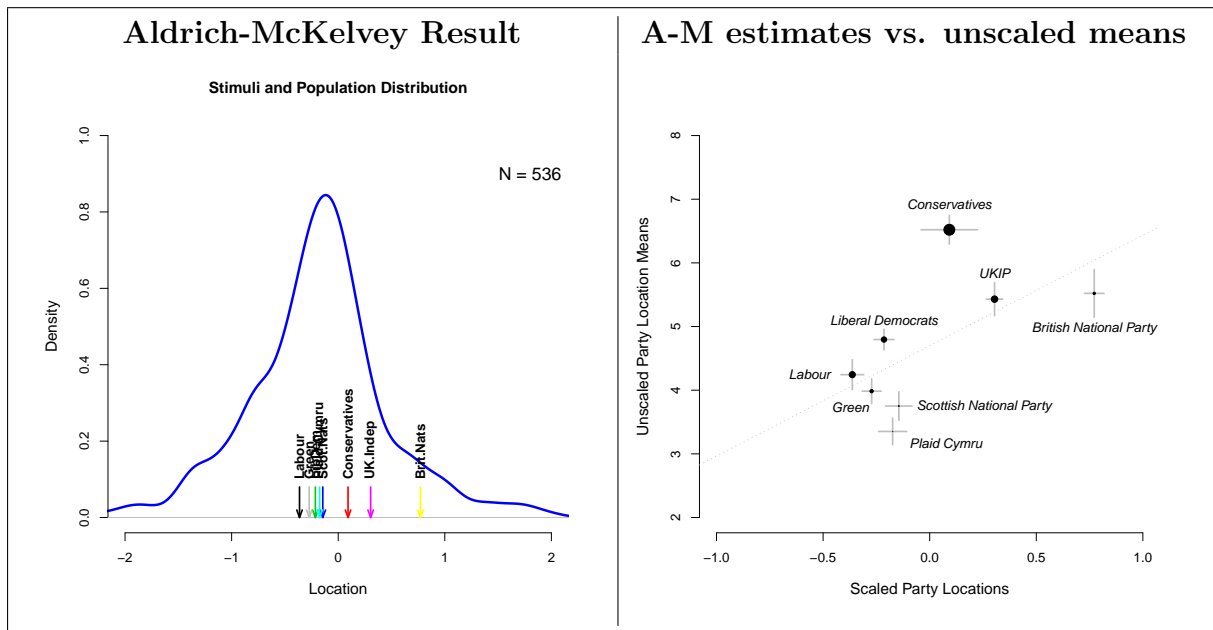 Aldrich-McKelvey Result
Stimuli and Population Distribution
N = 536
Density
0.0
0.2
0.4
0.6
0.8
1.0
Labour
Green
Scot.Nats
Conservatives
UK.Indep
Brit.Nats
−2
−1
0
1
2
Location
A-M estimates vs. unscaled means
Unscaled Party Location Means
2
3
4
5
6
7
8
Conservatives
UKIP
British National Party
Liberal Democrats
Labour
Green
Scottish National Party
Plaid Cymru
−1.0
−0.5
0.0
0.5
1.0
Scaled Party Locations